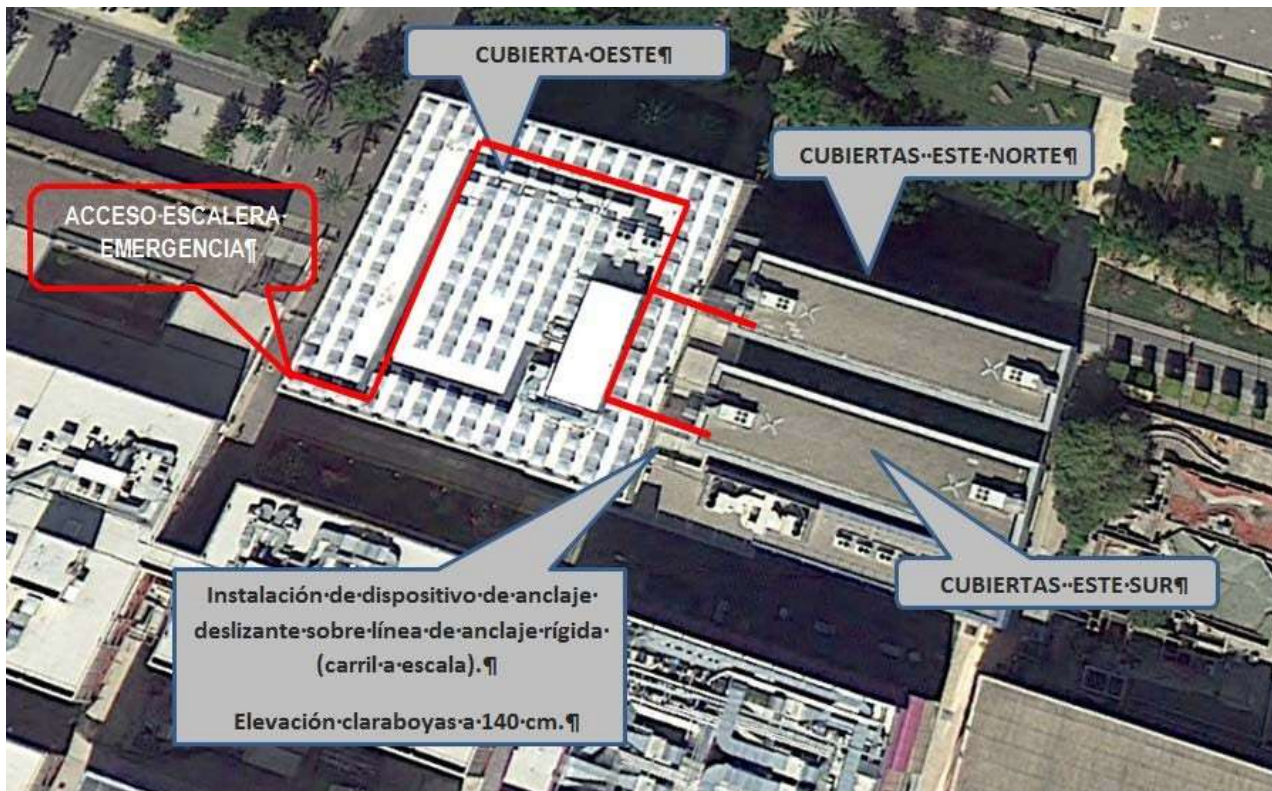 CUBIERTA·OESTE¶
CUBIERTAS··ESTE·NORTE¶
ACCESO·ESCALERA·
EMERGENCIA¶
Instalación·de·dispositivo·de·anclaje·
deslizante·sobre·línea·de·anclaje·rígida·
(carril·a·escala).¶
Elevación·claraboyas·a·140·cm.¶
CUBIERTAS··ESTE·SUR¶